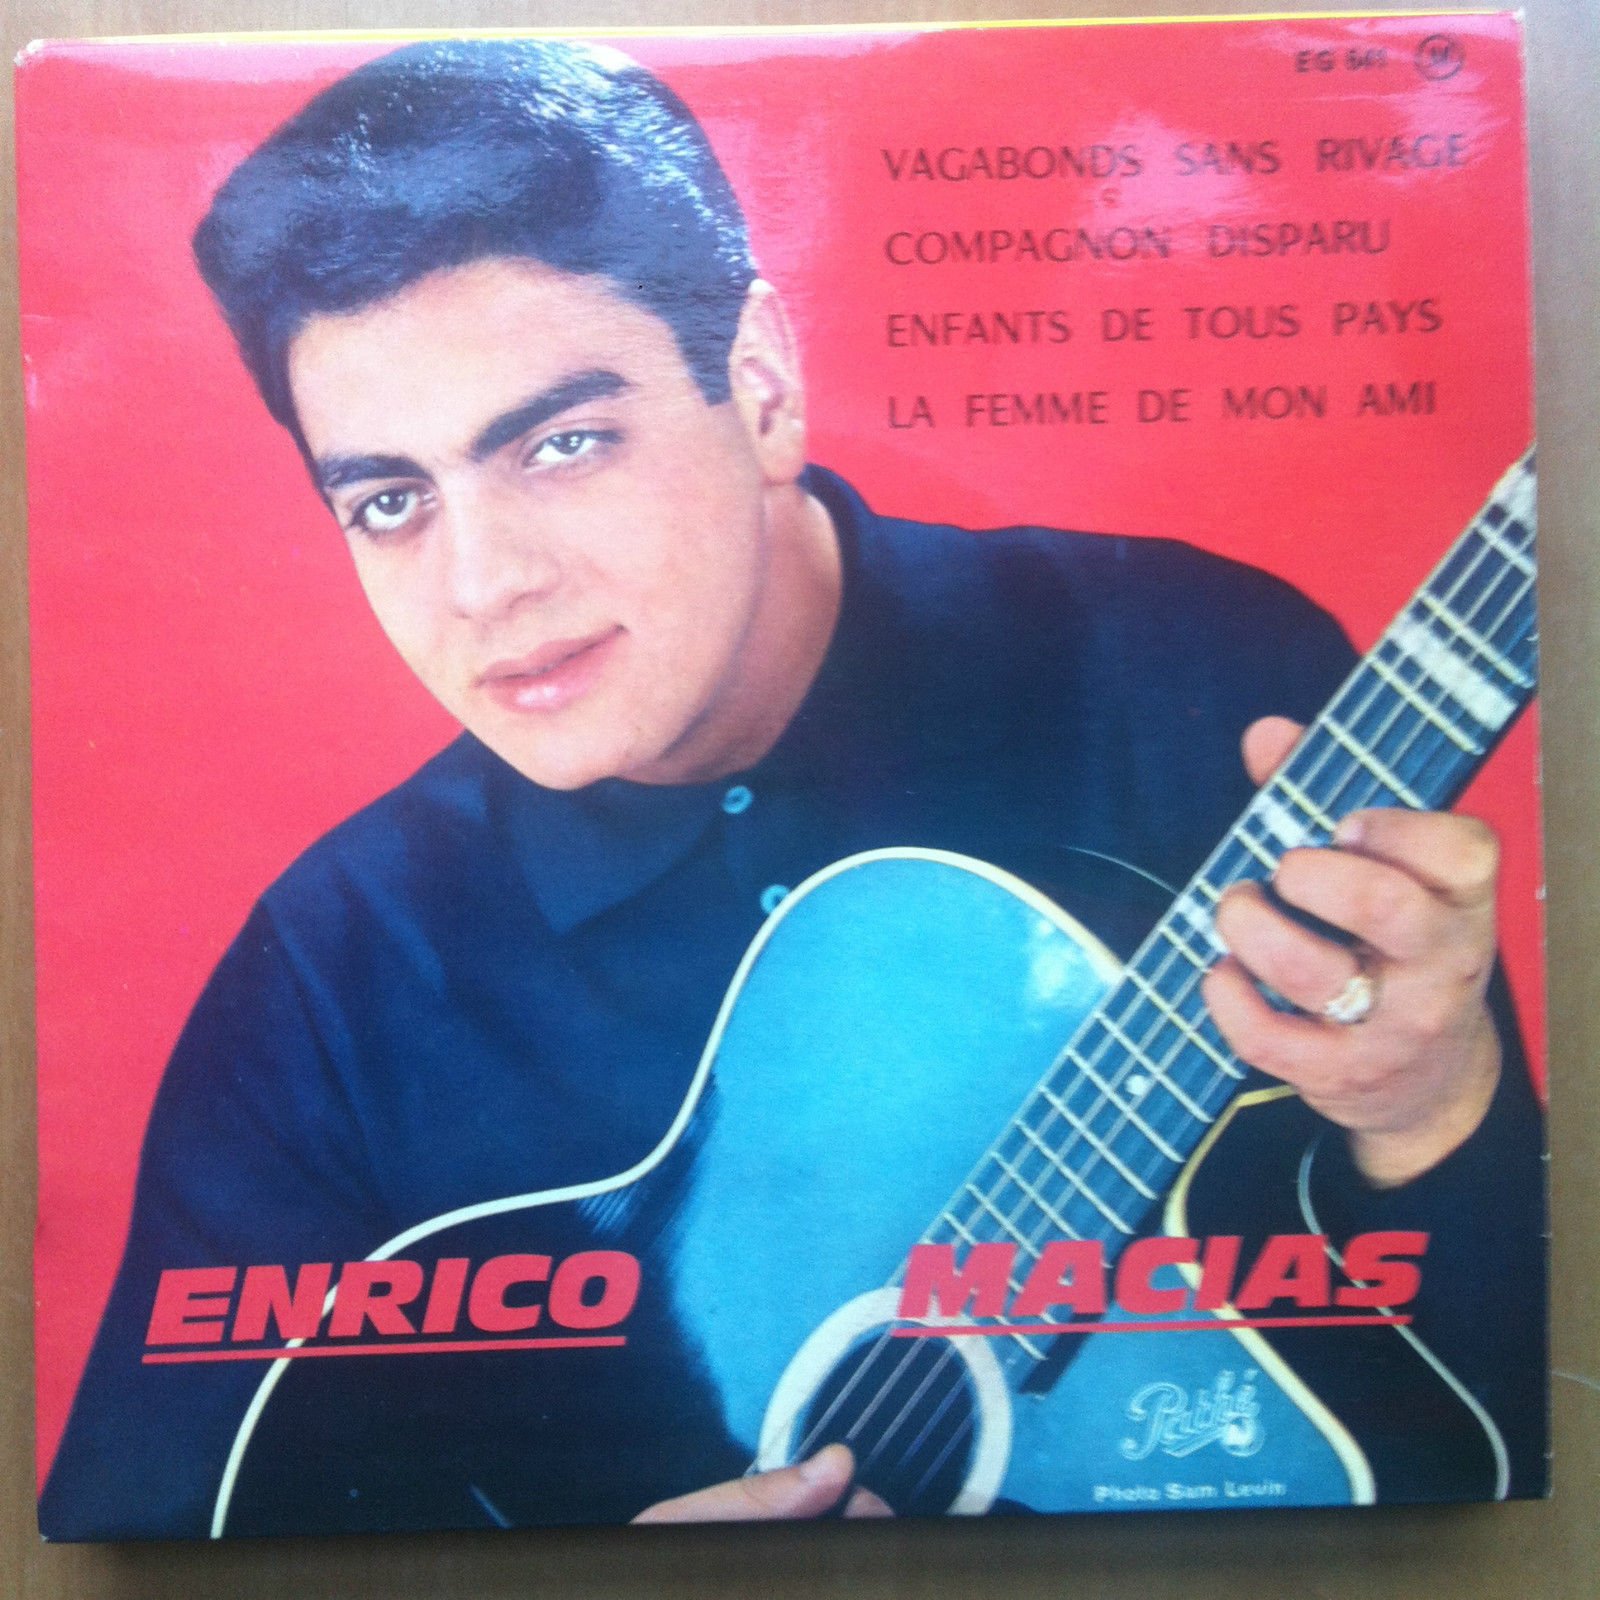 EG 641 M
VAGABONDS SANS RIVAGE
COMPAGNON DISPARU
ENFANTS DE TOUS PAYS
LA FEMME DE MON AMI
ENRICO MACIAS
Pathé
Photo Sam Levin